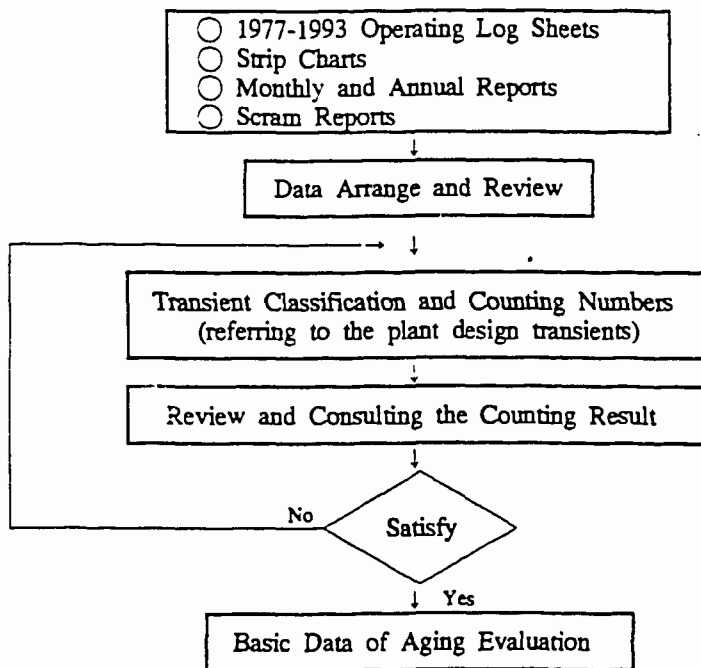 ○ 1977-1993 Operating Log Sheets
○ Strip Charts
○ Monthly and Annual Reports
○ Scram Reports
Data Arrange and Review
Transient Classification and Counting Numbers
(referring to the plant design transients)
Review and Consulting the Counting Result
No
Satisfy
Yes
Basic Data of Aging Evaluation